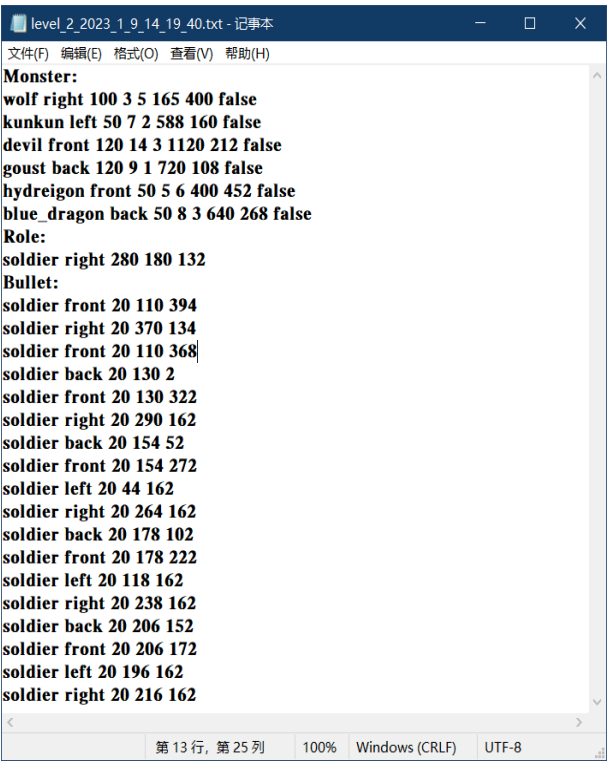 level_2_2023_1_9_14_19_40.txt - 记事本
文件(F) 编辑(E) 格式(O) 查看(V) 帮助(H)
Monster:
wolf right 100 3 5 165 400 false
kunkun left 50 7 2 588 160 false
devil front 120 14 3 1120 212 false
goust back 120 9 1 720 108 false
hydreigon front 50 5 6 400 452 false
blue_dragon back 50 8 3 640 268 false
Role:
soldier right 280 180 132
Bullet:
soldier front 20 110 394
soldier right 20 370 134
soldier front 20 110 368
soldier back 20 130 2
soldier front 20 130 322
soldier right 20 290 162
soldier back 20 154 52
soldier front 20 154 272
soldier left 20 44 162
soldier right 20 264 162
soldier back 20 178 102
soldier front 20 178 222
soldier left 20 118 162
soldier right 20 238 162
soldier back 20 206 152
soldier front 20 206 172
soldier left 20 196 162
soldier right 20 216 162
第 13 行，第 25 列 100% Windows (CRLF) UTF-8